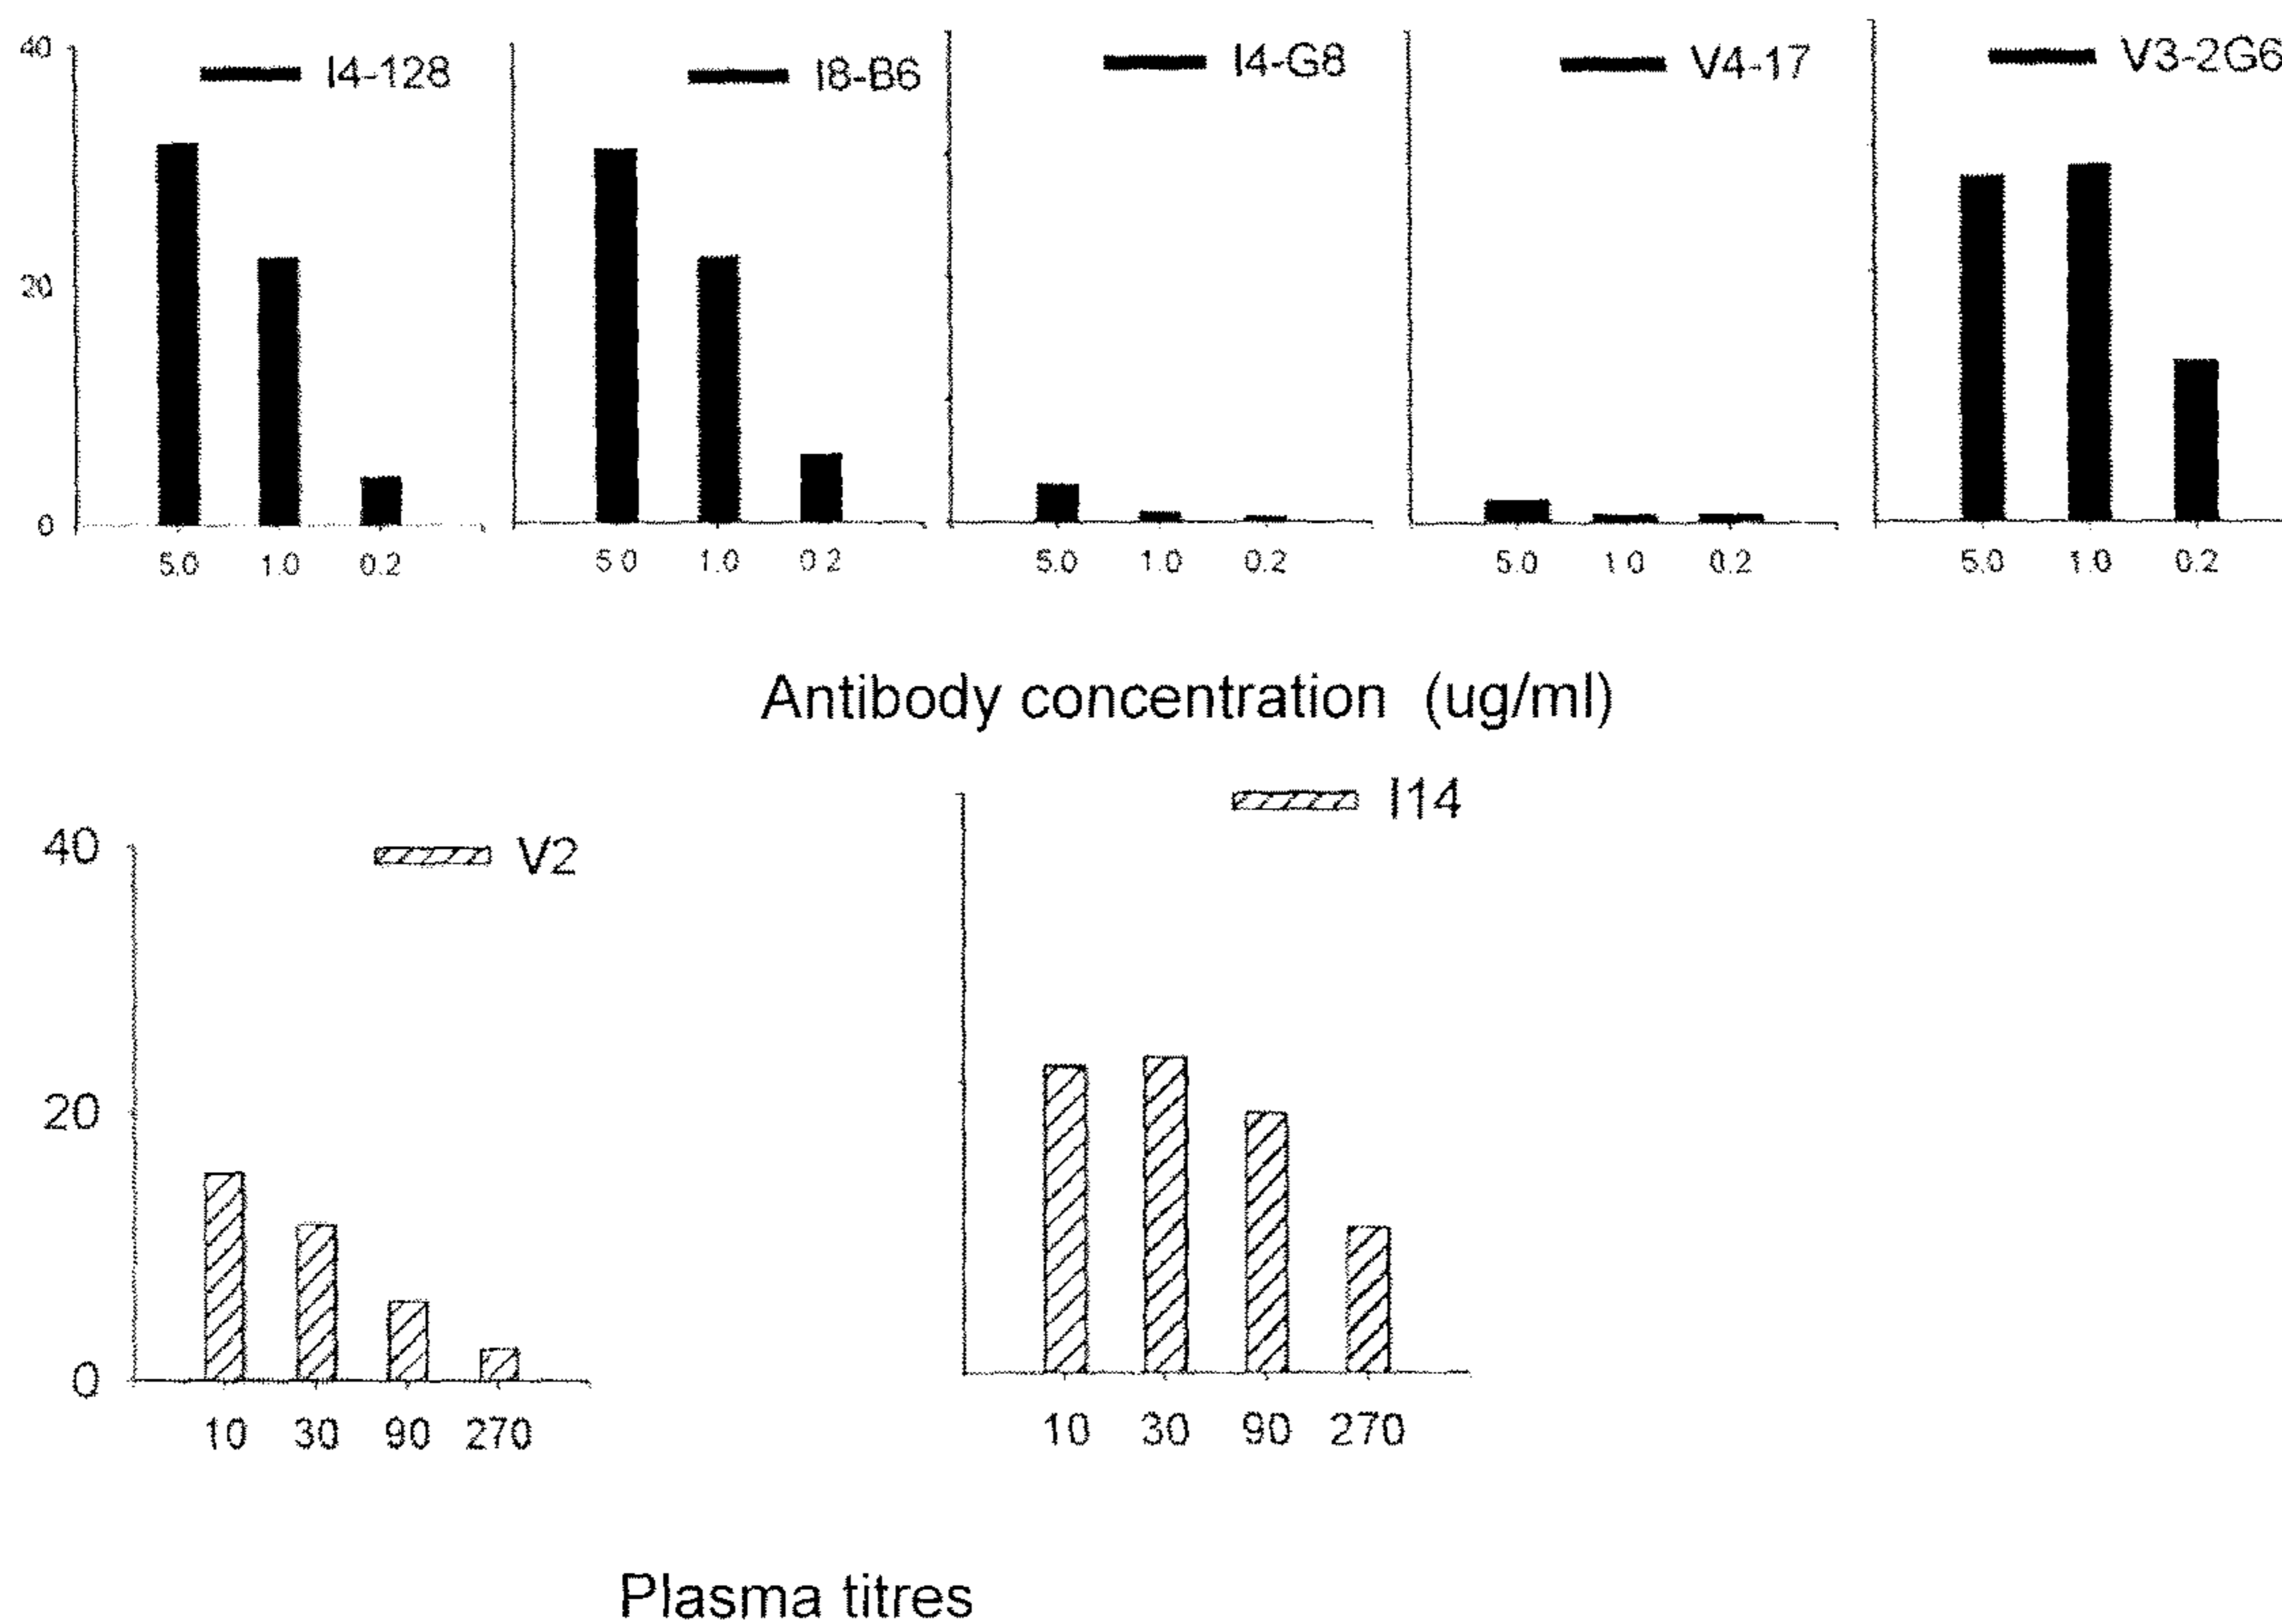 40
I4-128
I8-B6
I4-G8
V4-17
V3-2G6
20
0
5.0 1.0 0.2
5.0 1.0 0.2
5.0 1.0 0.2
5.0 1.0 0.2
5.0 1.0 0.2
Antibody concentration (ug/ml)
40
V2
I14
20
0
10 30 90 270
10 30 90 270
Plasma titres